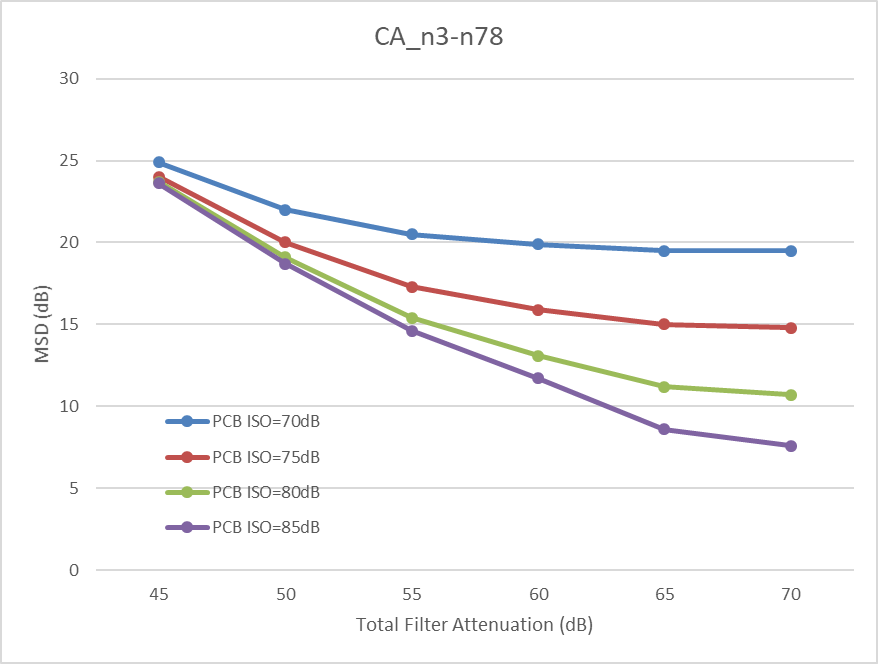 CA_n3-n78
30
25
20
15
10
5
0
MSD (dB)
PCB ISO=70dB
PCB ISO=75dB
PCB ISO=80dB
PCB ISO=85dB
45 50 55 60 65 70
Total Filter Attenuation (dB)